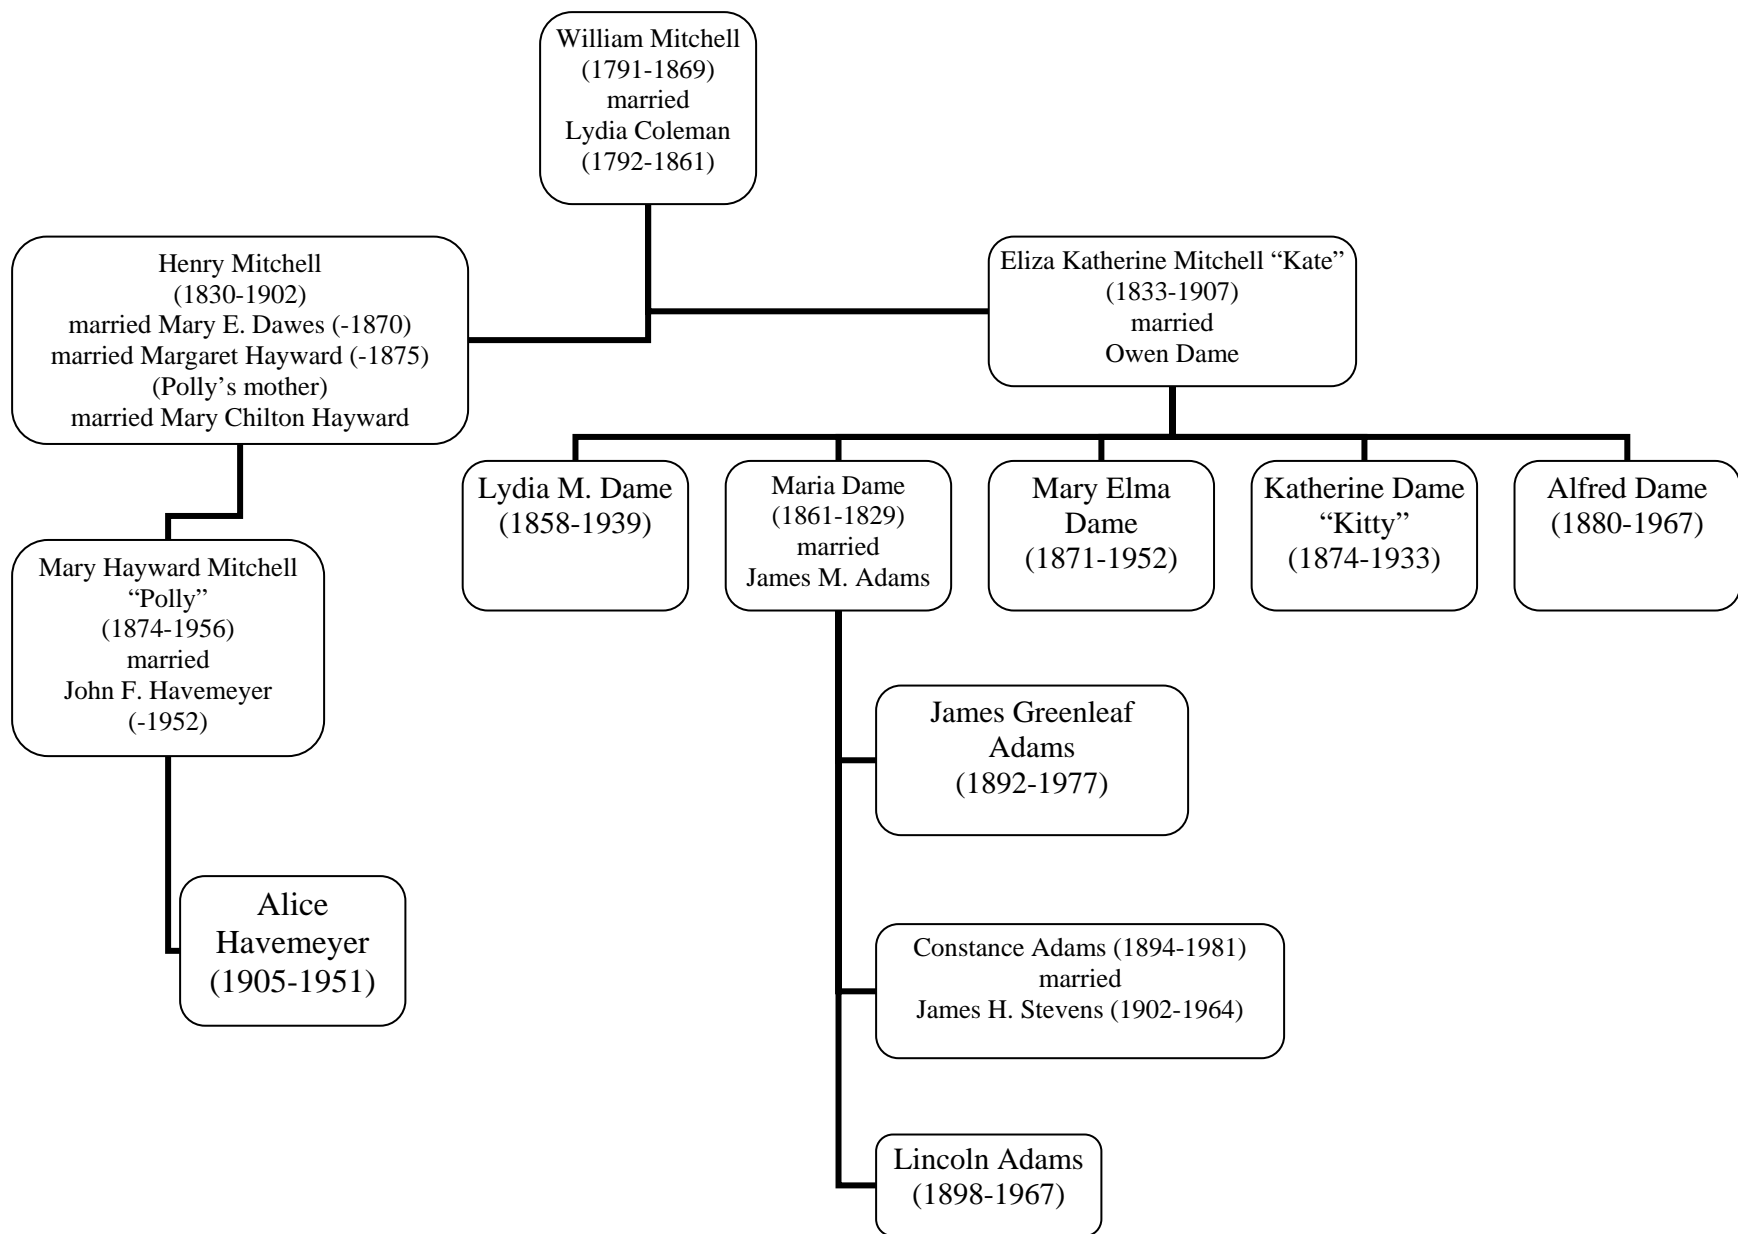 William Mitchell
(1791-1869)
married
Lydia Coleman
(1792-1861)
Henry Mitchell
(1830-1902)
married Mary E. Dawes (-1870)
married Margaret Hayward (-1875)
(Polly’s mother)
married Mary Chilton Hayward
Eliza Katherine Mitchell “Kate”
(1833-1907)
married
Owen Dame
Lydia M. Dame
(1858-1939)
Maria Dame
(1861-1829)
married
James M. Adams
Mary Elma
Dame
(1871-1952)
Katherine Dame
“Kitty”
(1874-1933)
Alfred Dame
(1880-1967)
Mary Hayward Mitchell
“Polly”
(1874-1956)
married
John F. Havemeyer
(-1952)
James Greenleaf
Adams
(1892-1977)
Alice
Havemeyer
(1905-1951)
Constance Adams (1894-1981)
married
James H. Stevens (1902-1964)
Lincoln Adams
(1898-1967)